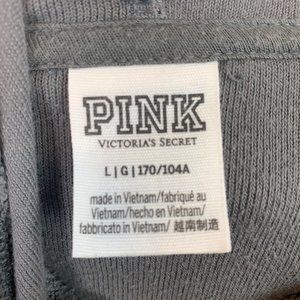 PINK
VICTORIA'S SECRET
L | G | 170/104A
made in Vietnam/fabriqué au
Vietnam/hecho en Vietnam/
fabbricato in Vietnam/ 越南制造